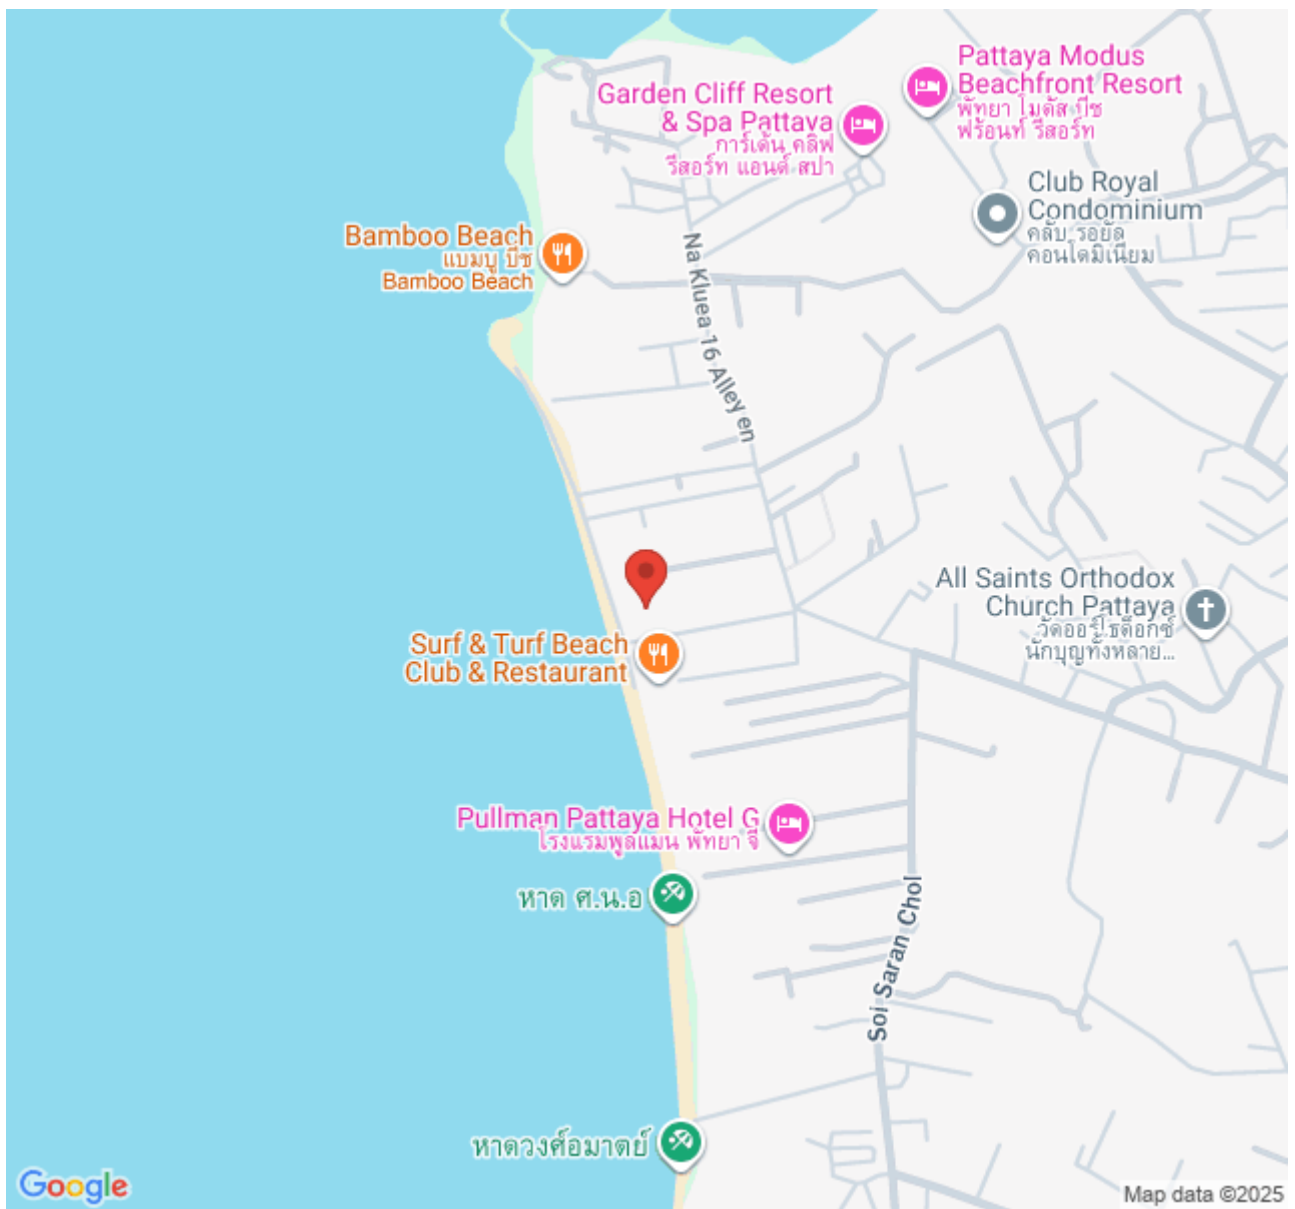 Pattaya Modus
Beachfront Resort
พัทยา โมดัส บีช
ฟร้อนท์ รีสอร์ท
Garden Cliff Resort
& Spa Pattaya
การ์เด้น คลิฟ
รีสอร์ท แอนด์ สปา
Club Royal
Condominium
คลับ รอยัล
คอนโดมิเนียม
Bamboo Beach
แบมบู บีช
Bamboo Beach
Na Kluea 16 Alley en
All Saints Orthodox
Church Pattaya
วัดออร์โธด็อกซ์
นักบุญทั้งหลาย...
Surf & Turf Beach
Club & Restaurant
Pullman Pattaya Hotel G
โรงแรมพูลแมน พัทยา จี
หาด ศ.น.อ
Soi Saran Chol
หาดวงศ์อมาตย์
Google
Map data ©2025